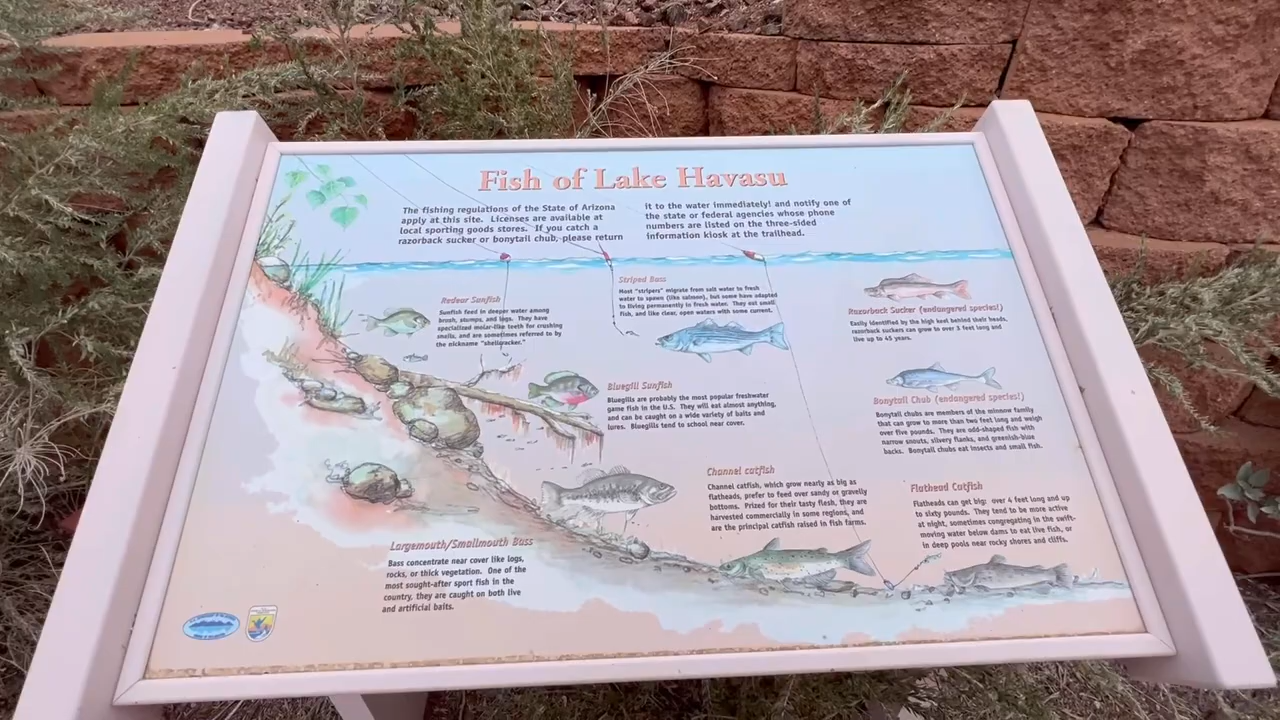 Fish of Lake Havasu
The fishing regulations of the State of Arizona
apply at this site. Licenses are available at
local sporting goods stores. If you catch a
razorback sucker or bonytail chub, please return
it to the water immediately! and notify one of
the state or federal agencies whose phone
numbers are listed on the three-sided
information kiosk at the trailhead.
Redear Sunfish
Sunfish feed in deeper water among
brush, stumps, and logs. They have
specialized molar-like teeth for crushing
snails, and are sometimes referred to by
the nickname "shellcracker."
Striped Bass
Most "stripers" migrate from salt water to fresh
water to spawn (like salmon), but some have adapted
to living permanently to fresh water. They eat small
fish, and like clear, open waters with some current.
Razorback Sucker (endangered species!)
Easily identified by the high keel behind their heads,
razorback suckers can grow to over 3 feet long and
live up to 45 years.
Bluegill Sunfish
Bluegills are probably the most popular freshwater
game fish in the U.S. They will eat almost anything,
and can be caught on a wide variety of baits and
lures. Bluegills tend to school near cover.
Bonytail Chub (endangered species!)
Bonytail chubs are members of the minnow family
that can grow to more than two feet long and weigh
over five pounds. They are odd-shaped fish with
narrow snouts, silvery flanks, and greenish-blue
backs. Bonytail chubs eat insects and small fish.
Channel catfish
Channel catfish, which grow nearly as big as
flatheads, prefer to feed over sandy or gravelly
bottoms. Prized for their tasty flesh, they are
harvested commercially in some regions, and
are the principal catfish raised in fish farms.
Flathead Catfish
Flatheads can get big: over 4 feet long and up
to sixty pounds. They tend to be more active
at night, sometimes congregating in the swift-
moving water below dams to eat live fish, or
in deep pools near rocky shores and cliffs.
Largemouth/Smallmouth Bass
Bass concentrate near cover like logs,
rocks, or thick vegetation. One of the
most sought-after sport fish in the
country, they are caught on both live
and artificial baits.